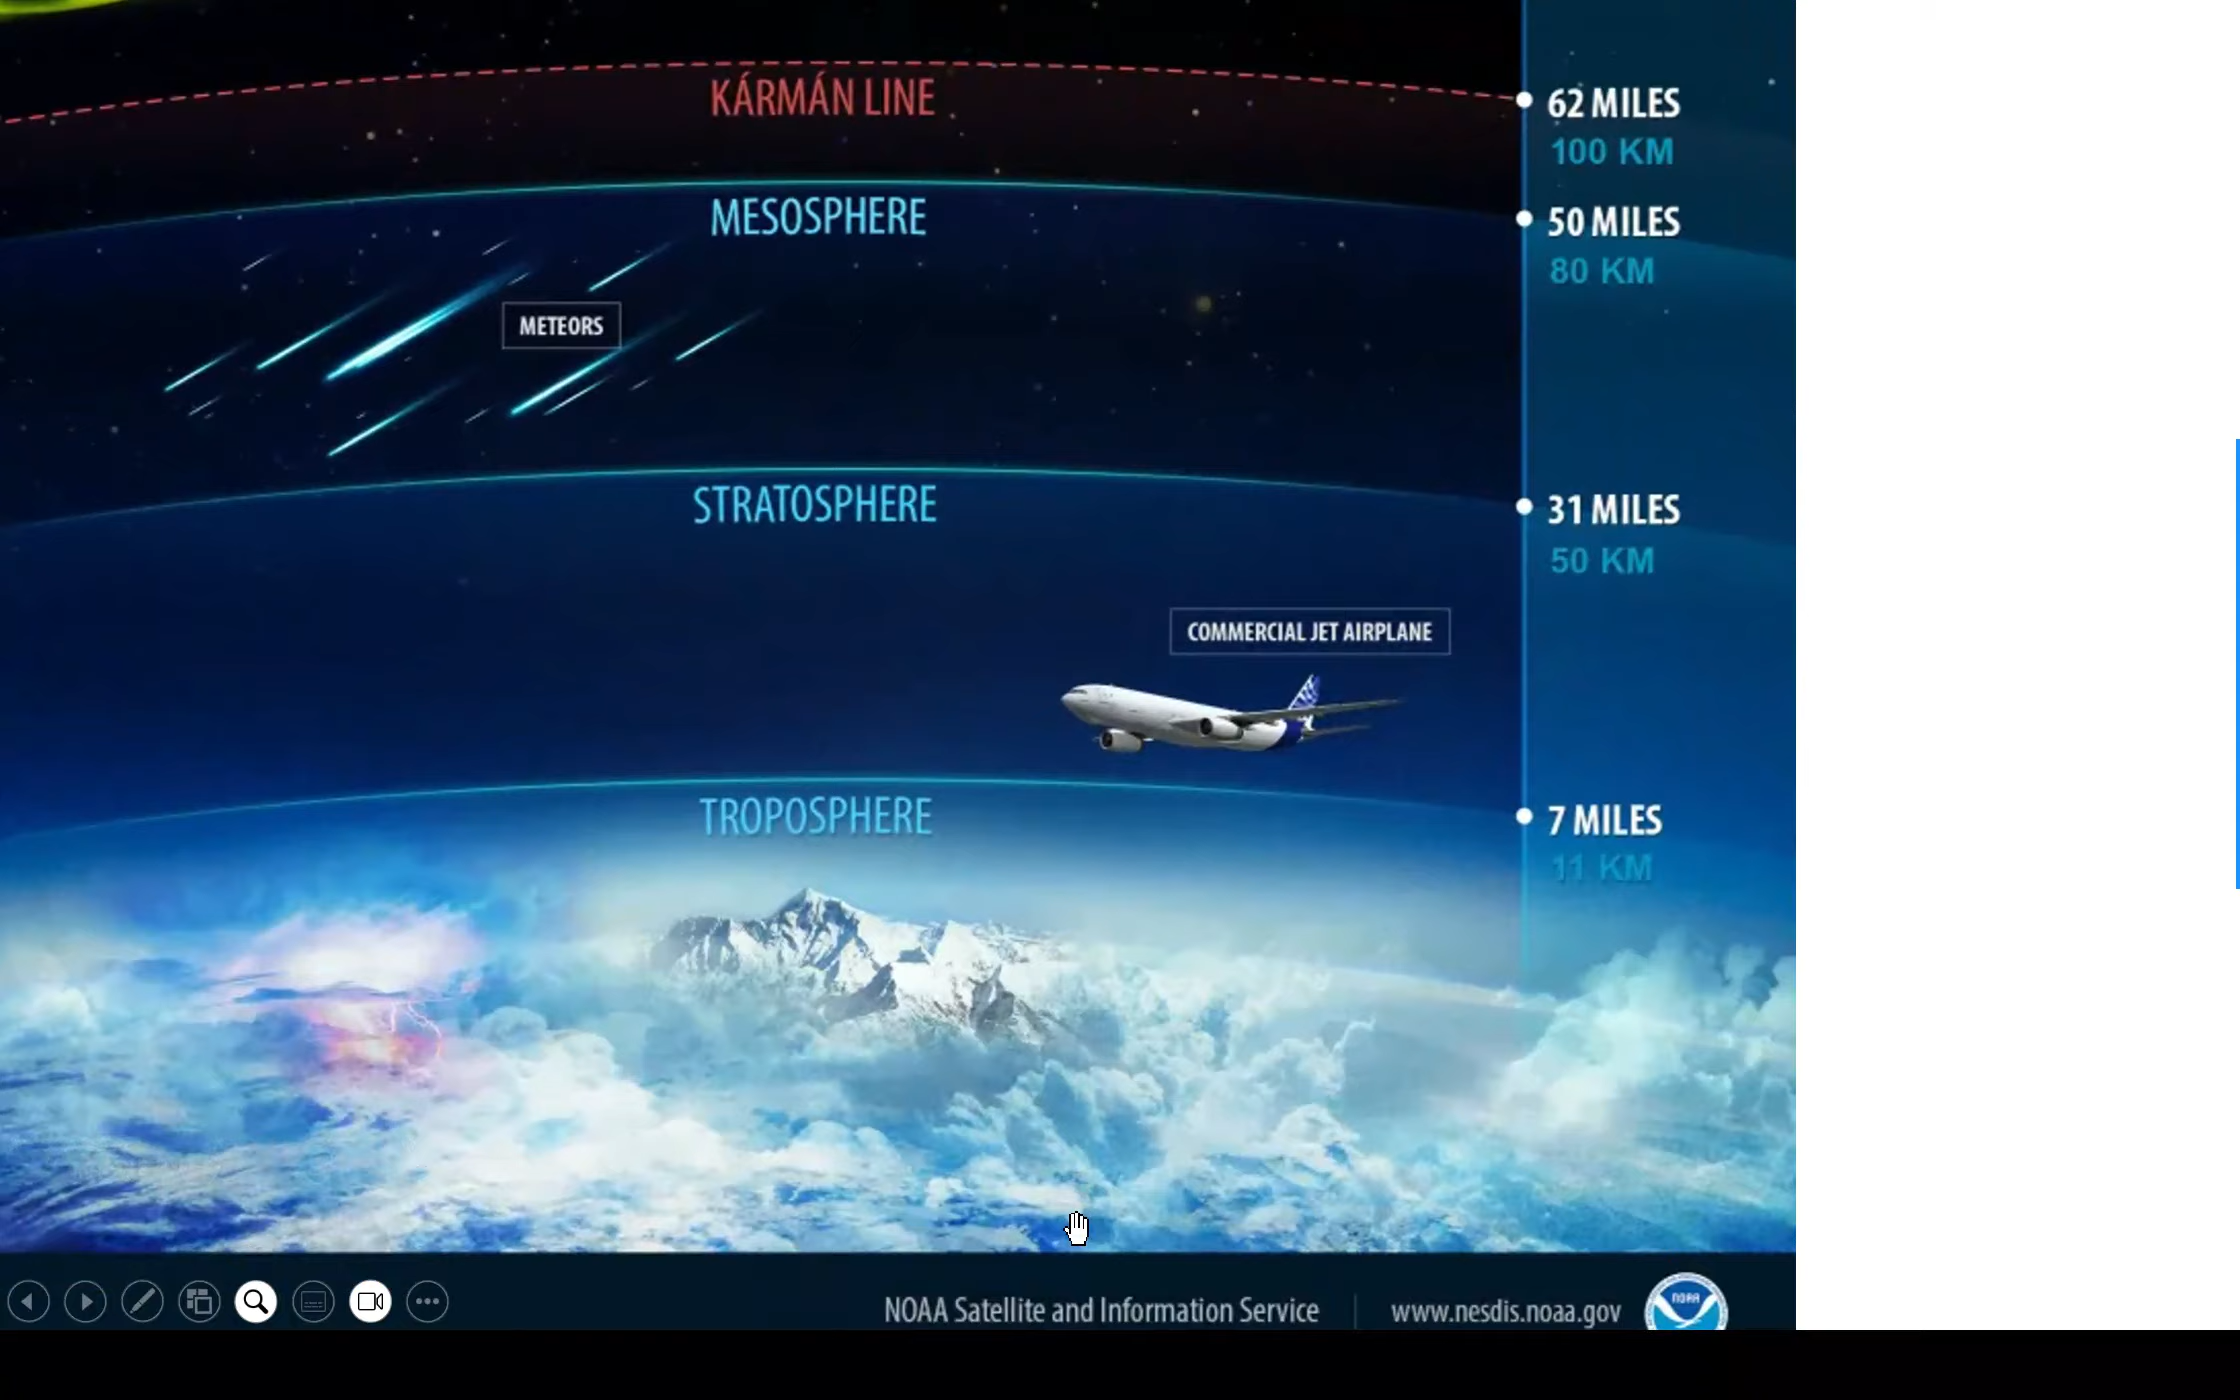 KÁRMÁN LINE
62 MILES
100 KM
MESOSPHERE
50 MILES
80 KM
METEORS
STRATOSPHERE
31 MILES
50 KM
COMMERCIAL JET AIRPLANE
TROPOSPHERE
7 MILES
11 KM
NOAA Satellite and Information Service
www.nesdis.noaa.gov
NOAA